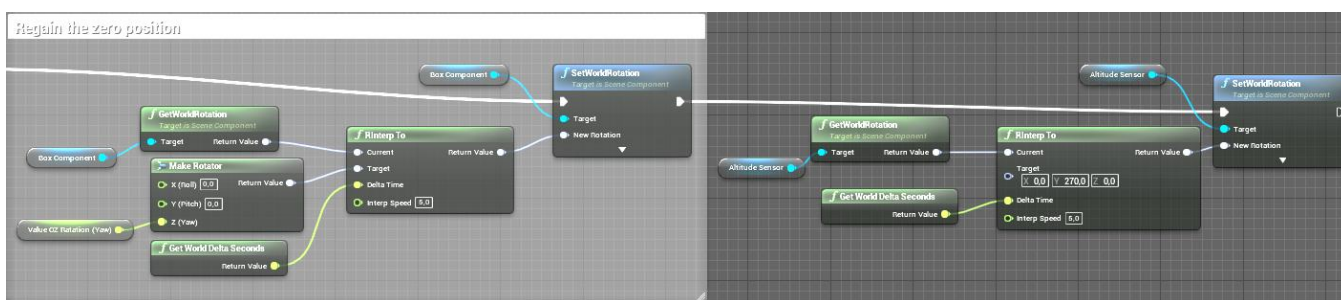 Regain the zero position
Box Component
f SetWorldRotation
Target is Scene Component
Target
New Rotation
f GetWorldRotation
Target is Scene Component
Target Return Value
Box Component
Make Rotator
X (Roll) 0,0 Return Value
Y (Pitch) 0,0
Z (Yaw)
Value OZ Rotation (Yaw)
f Get World Delta Seconds
Return Value
f RInterp To
Current Return Value
Target
Delta Time
Interp Speed 5,0
Altitude Sensor
f SetWorldRotation
Target is Scene Component
Target
New Rotation
f GetWorldRotation
Target is Scene Component
Target Return Value
Altitude Sensor
f Get World Delta Seconds
Return Value
f RInterp To
Current Return Value
Target
X 0,0 Y 270,0 Z 0,0
Delta Time
Interp Speed 5,0